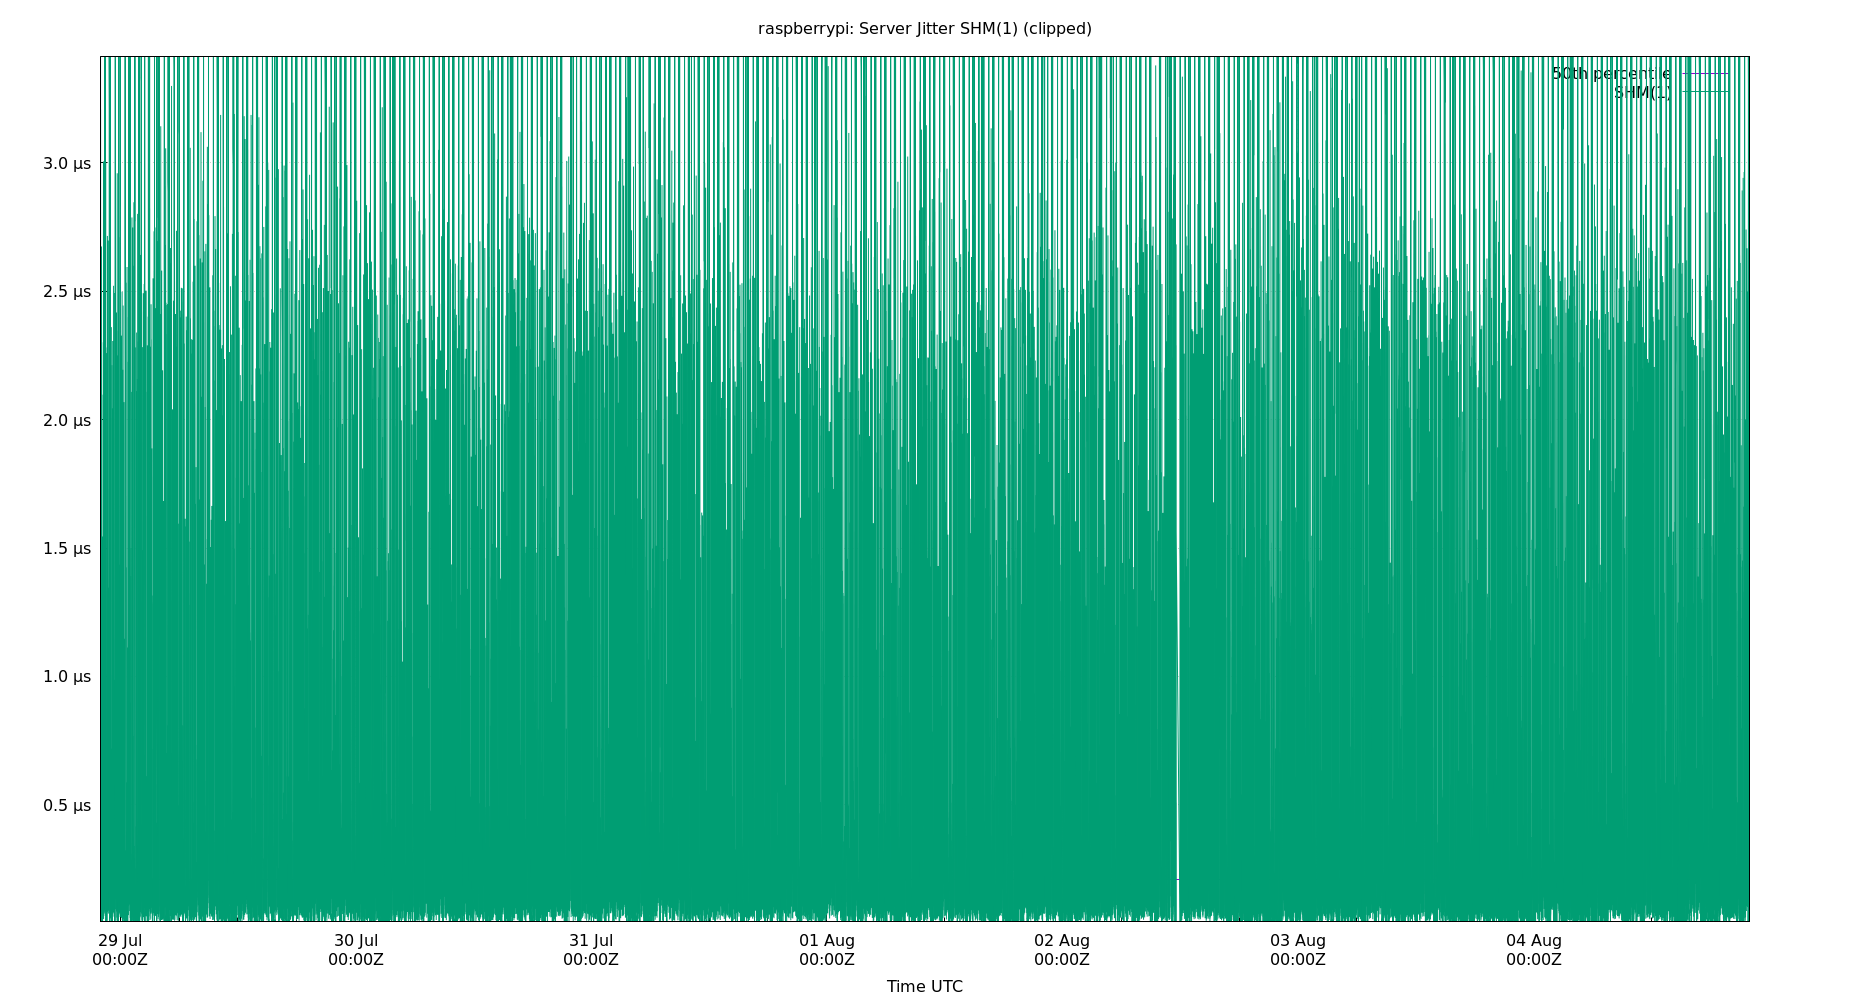 raspberrypi: Server Jitter SHM(1) (clipped)
50th percentile
SHM(1)
3.0 µs
2.5 µs
2.0 µs
1.5 µs
1.0 µs
0.5 µs
29 Jul 30 Jul 31 Jul 01 Aug 02 Aug 03 Aug 04 Aug
00:00Z 00:00Z 00:00Z 00:00Z 00:00Z 00:00Z 00:00Z
Time UTC